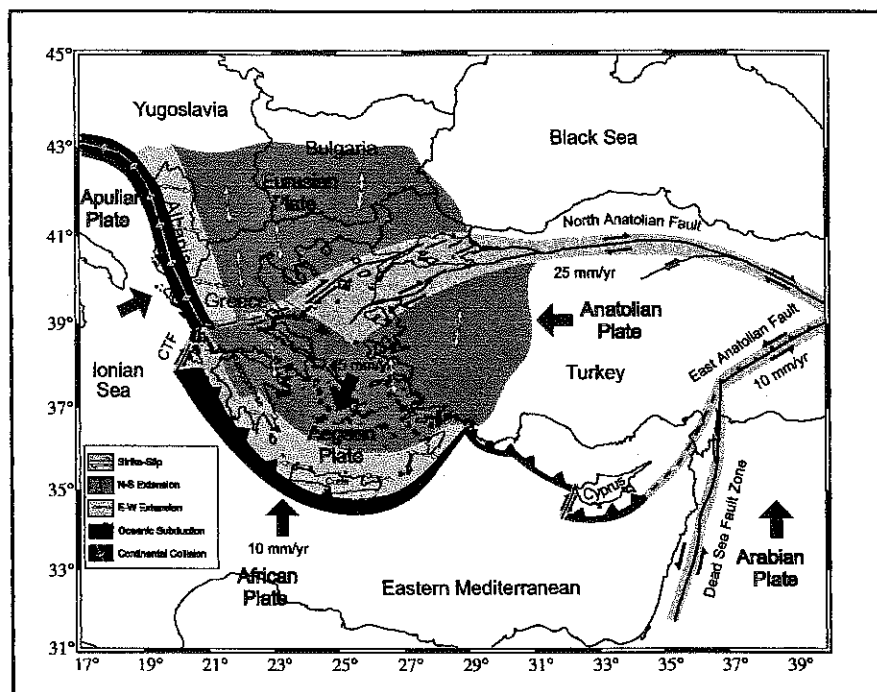 45°
43°
41°
39°
37°
35°
33°
31°
17°
19°
21°
23°
25°
27°
29°
31°
33°
35°
37°
39°
Yugoslavia
Bulgaria
Black Sea
Eurasian
Plate
Apulian
Plate
Albania
North Anatolian Fault
25 mm/yr
Greece
Anatolian
Plate
CTF
East Anatolian Fault
10 mm/yr
Ionian
Sea
Turkey
mm/yr
Aegean
Plate
Strike-Slip
N-S Extension
E-W Extension
Oceanic Subduction
Continental Collision
Cyprus
Dead Sea Fault Zone
10 mm/yr
African
Plate
Eastern Mediterranean
Arabian
Plate